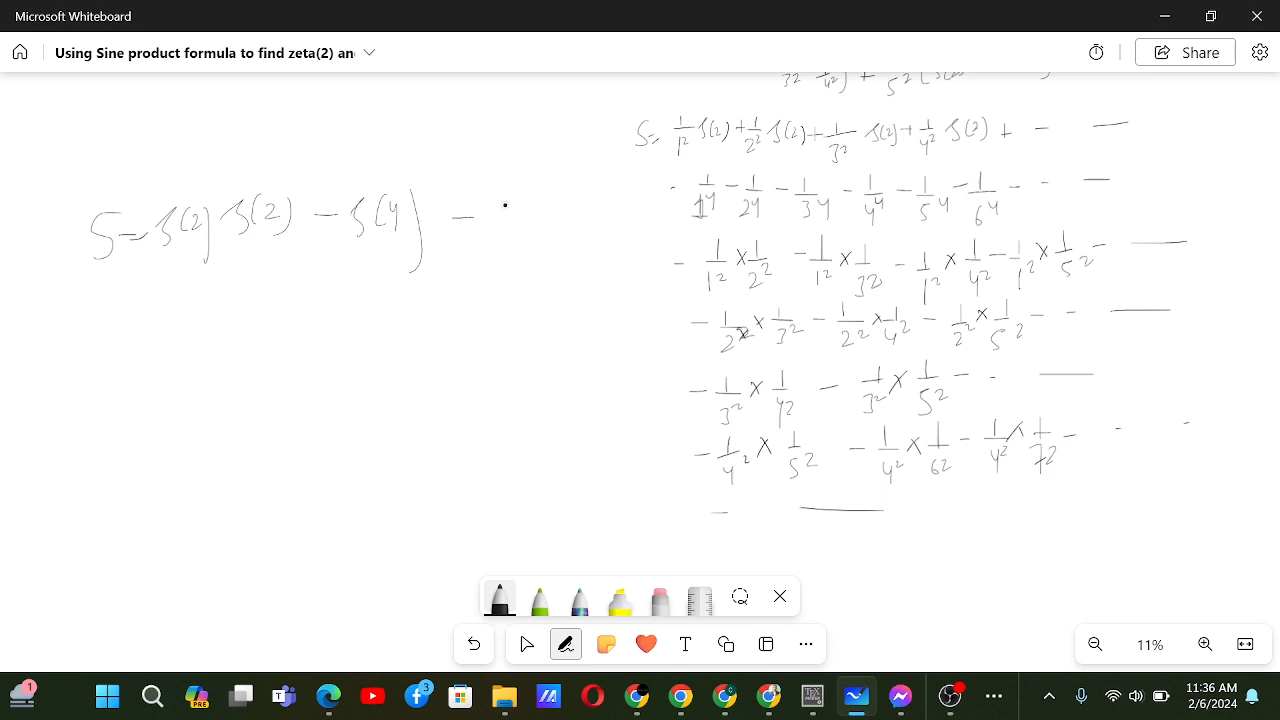 Microsoft Whiteboard
Using Sine product formula to find zeta(2) an
Share
S = 1/1² ζ(2) + 1/2² ζ(2) + 1/3² ζ(2) + 1/4² ζ(2) + - —
- 1/1⁴ - 1/2⁴ - 1/3⁴ - 1/4⁴ - 1/5⁴ - 1/6⁴ - - —
S = ζ(2) ζ(2) - ζ(4) -
- 1/1² × 1/2² - 1/1² × 1/3² - 1/1² × 1/4² - 1/1² × 1/5² - —
- 1/2² × 1/3² - 1/2² × 1/4² - 1/2² × 1/5² - - —
- 1/3² × 1/4² - 1/3² × 1/5² - - —
- 1/4² × 1/5² - 1/4² × 1/6² - 1/4² × 1/7² - - -
- —
11%
1
PRE
3
11:36 AM
2/6/2024